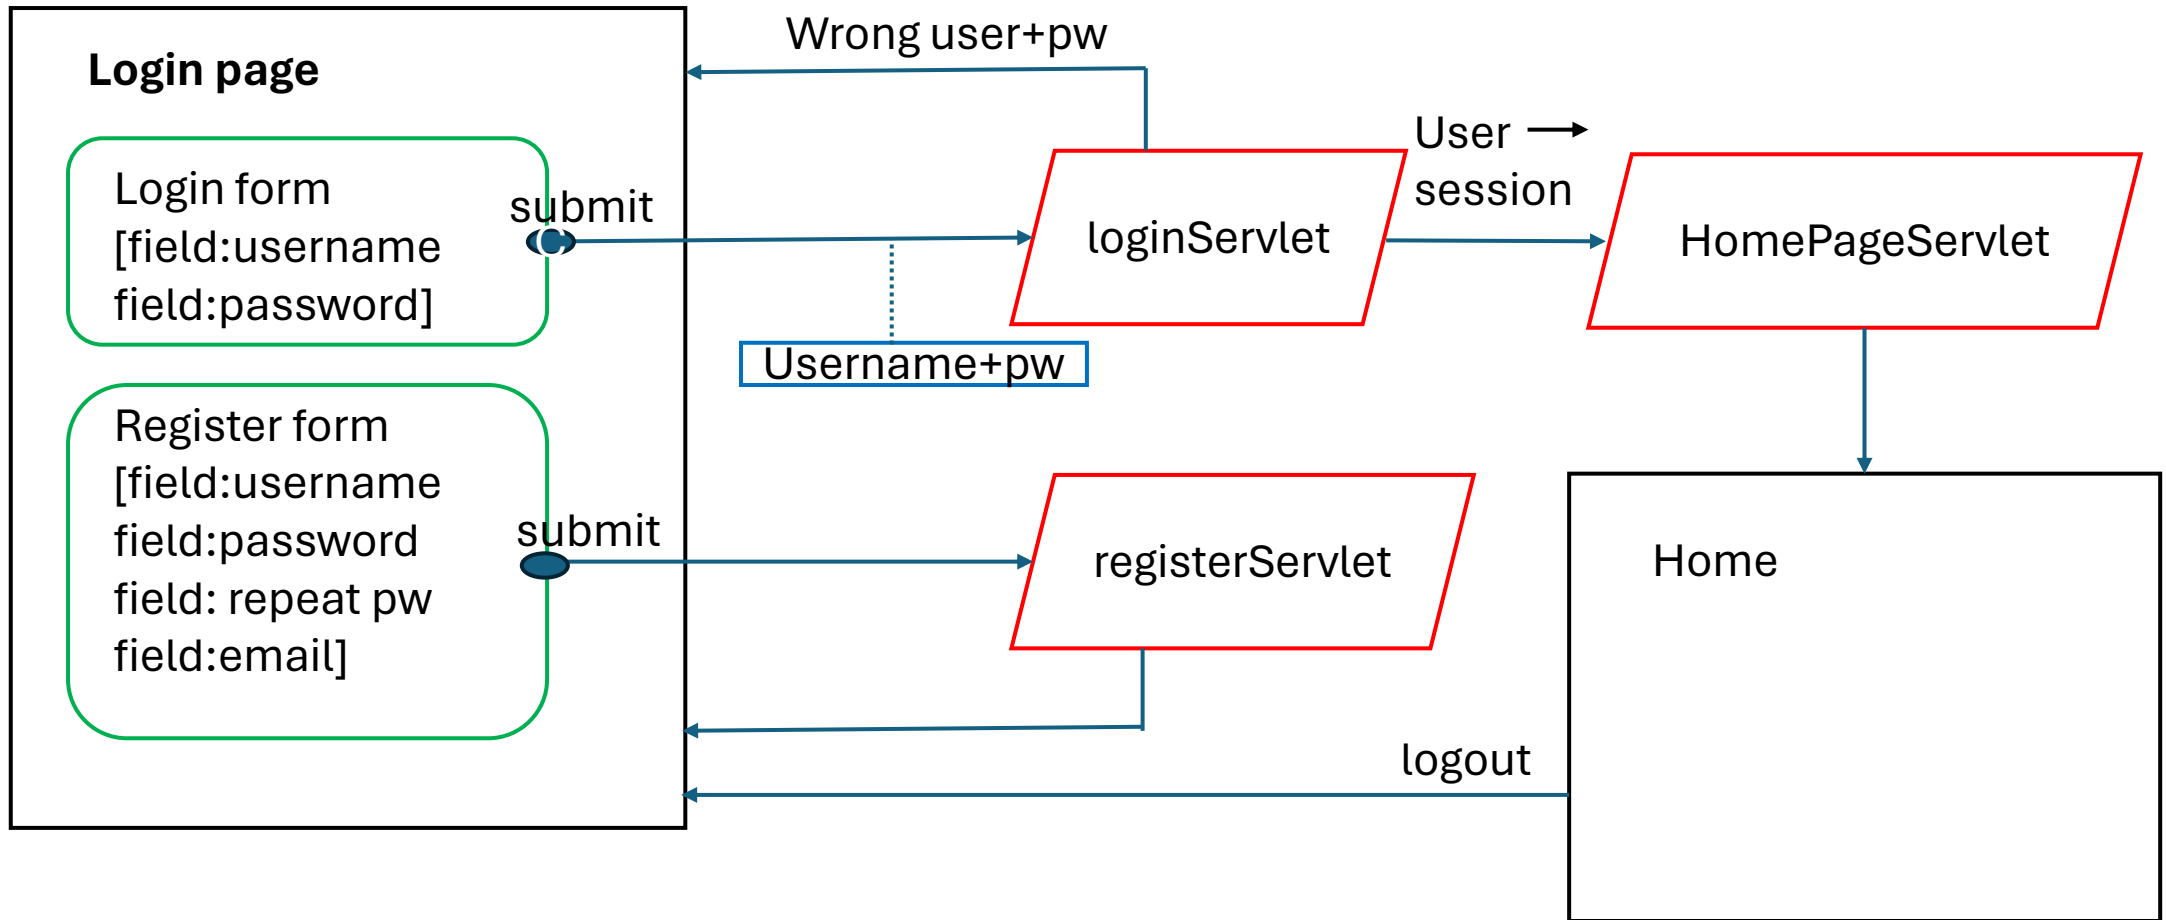 Login page
Login form
[field:username
field:password]
submit
Register form
[field:username
field:password
field: repeat pw
field:email]
submit
Wrong user+pw
Username+pw
loginServlet
User
session
HomePageServlet
registerServlet
Home
logout